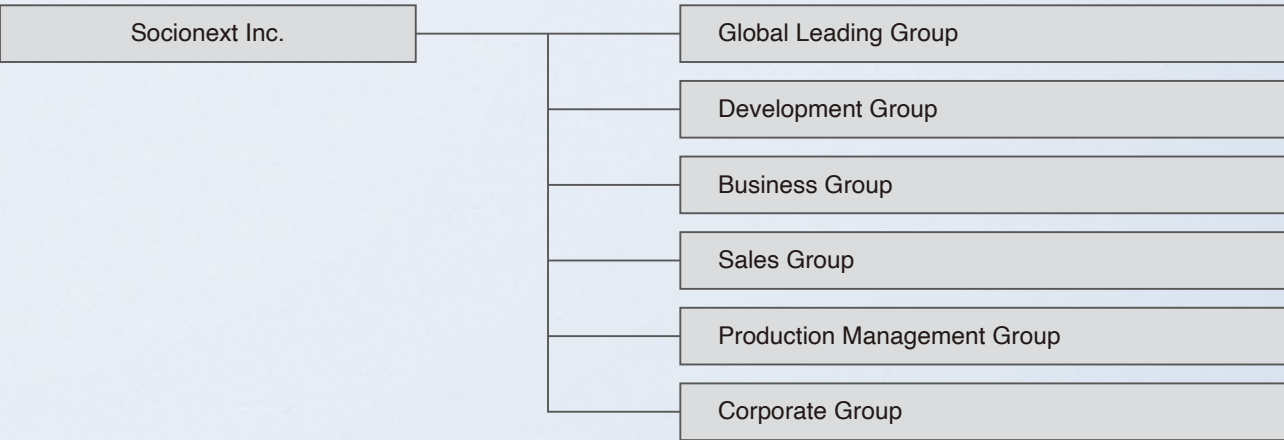 Socionext Inc.
Global Leading Group
Development Group
Business Group
Sales Group
Production Management Group
Corporate Group